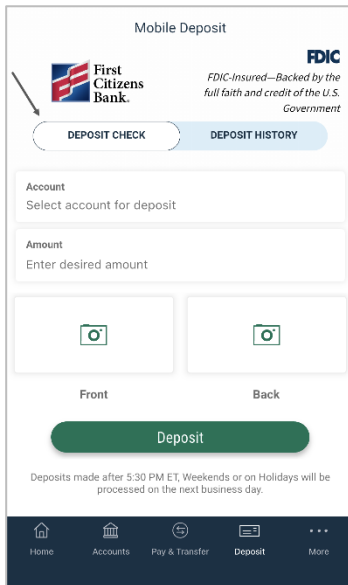 Mobile Deposit
First
Citizens
Bank.
FDIC
FDIC-Insured—Backed by the
full faith and credit of the U.S.
Government
DEPOSIT CHECK
DEPOSIT HISTORY
Account
Select account for deposit
Amount
Enter desired amount
Front
Back
Deposit
Deposits made after 5:30 PM ET, Weekends or on Holidays will be
processed on the next business day.
Home
Accounts
Pay & Transfer
Deposit
More